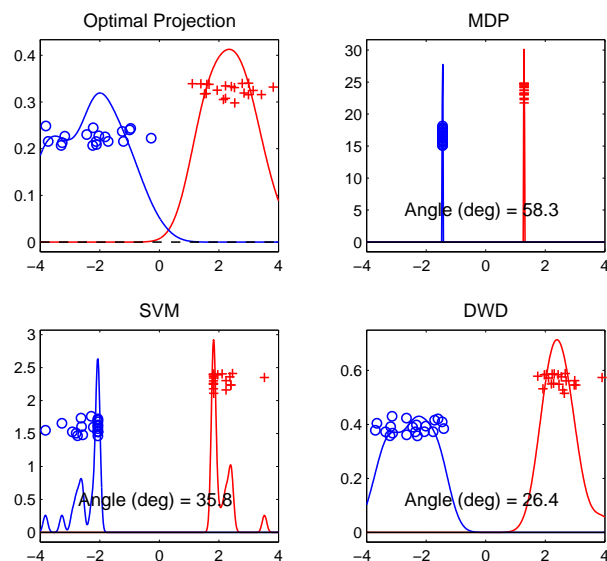 Optimal Projection
0.4
0.3
0.2
0.1
0
−4 −2 0 2 4
MDP
30
25
20
15
10
5
0
Angle (deg) = 58.3
−4 −2 0 2 4
SVM
3
2.5
2
1.5
1
0.5
0
Angle (deg) = 35.8
−4 −2 0 2 4
DWD
0.6
0.4
0.2
0
Angle (deg) = 26.4
−4 −2 0 2 4